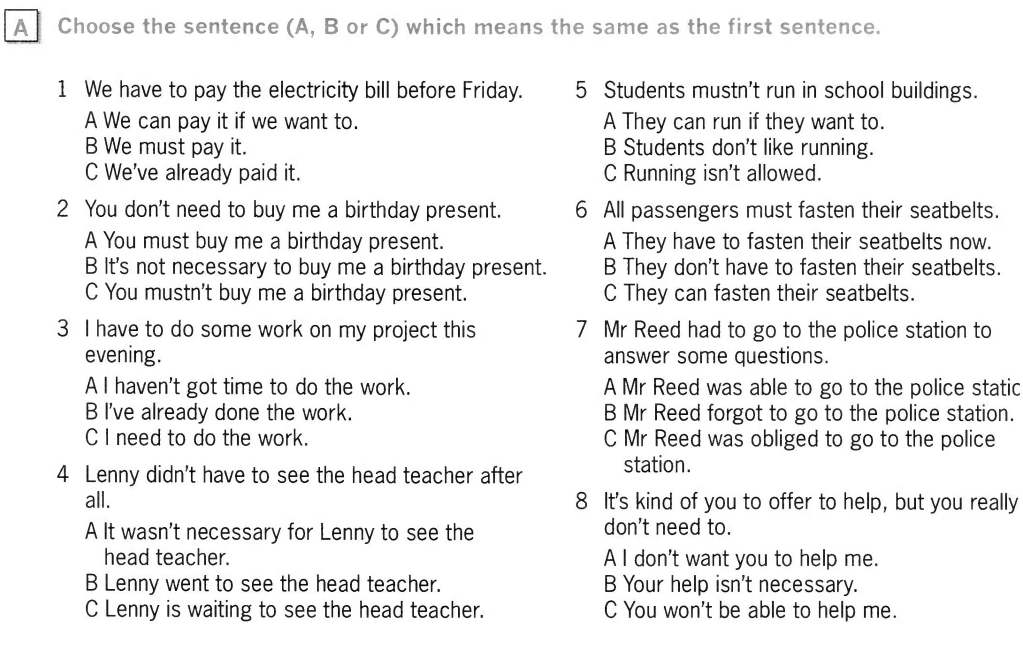 A Choose the sentence (A, B or C) which means the same as the first sentence.
1 We have to pay the electricity bill before Friday.
A We can pay it if we want to.
B We must pay it.
C We've already paid it.
2 You don't need to buy me a birthday present.
A You must buy me a birthday present.
B It's not necessary to buy me a birthday present.
C You mustn't buy me a birthday present.
3 I have to do some work on my project this
evening.
A I haven't got time to do the work.
B I've already done the work.
C I need to do the work.
4 Lenny didn't have to see the head teacher after
all.
A It wasn't necessary for Lenny to see the
head teacher.
B Lenny went to see the head teacher.
C Lenny is waiting to see the head teacher.
5 Students mustn't run in school buildings.
A They can run if they want to.
B Students don't like running.
C Running isn't allowed.
6 All passengers must fasten their seatbelts.
A They have to fasten their seatbelts now.
B They don't have to fasten their seatbelts.
C They can fasten their seatbelts.
7 Mr Reed had to go to the police station to
answer some questions.
A Mr Reed was able to go to the police static
B Mr Reed forgot to go to the police station.
C Mr Reed was obliged to go to the police
station.
8 It's kind of you to offer to help, but you really
don't need to.
A I don't want you to help me.
B Your help isn't necessary.
C You won't be able to help me.